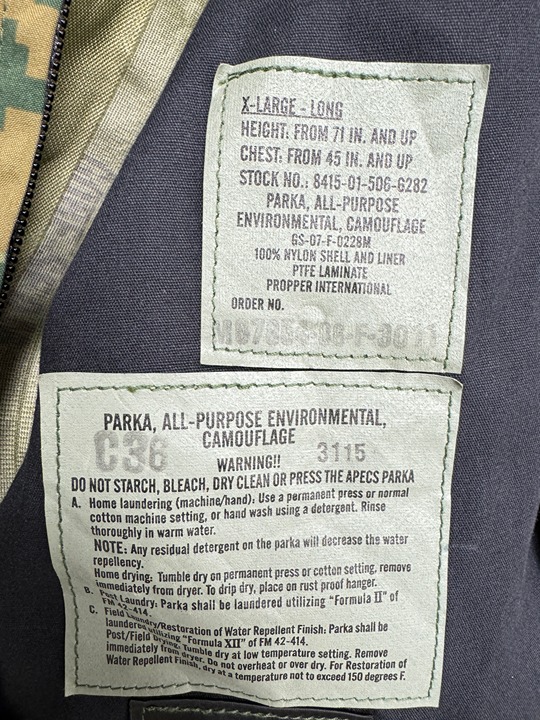 X-LARGE - LONG
HEIGHT: FROM 71 IN. AND UP
CHEST: FROM 45 IN. AND UP
STOCK NO.: 8415-01-506-6282
PARKA, ALL-PURPOSE
ENVIRONMENTAL, CAMOUFLAGE
GS-07-F-0228M
100% NYLON SHELL AND LINER
PTFE LAMINATE
PROPPER INTERNATIONAL
ORDER NO.
PARKA, ALL-PURPOSE ENVIRONMENTAL,
CAMOUFLAGE
C36
3115
WARNING!!
DO NOT STARCH, BLEACH, DRY CLEAN OR PRESS THE APECS PARKA
A. Home laundering (machine/hand): Use a permanent press or normal
cotton machine setting, or hand wash using a detergent. Rinse
thoroughly in warm water.
NOTE: Any residual detergent on the parka will decrease the water
repellency.
Home drying: Tumble dry on permanent press or cotton setting, remove
immediately from dryer. To drip dry, place on rust proof hanger.
B. Post Laundry: Parka shall be laundered utilizing "Formula II" of
FM 42-414.
C. Field Laundry/Restoration of Water Repellent Finish: Parka shall be
laundered utilizing "Formula XII" of FM 42-414.
Post/Field Drying: Tumble dry at low temperature setting. Remove
immediately from dryer. Do not overheat or over dry. For Restoration of
Water Repellent Finish, dry at a temperature not to exceed 150 degrees F.